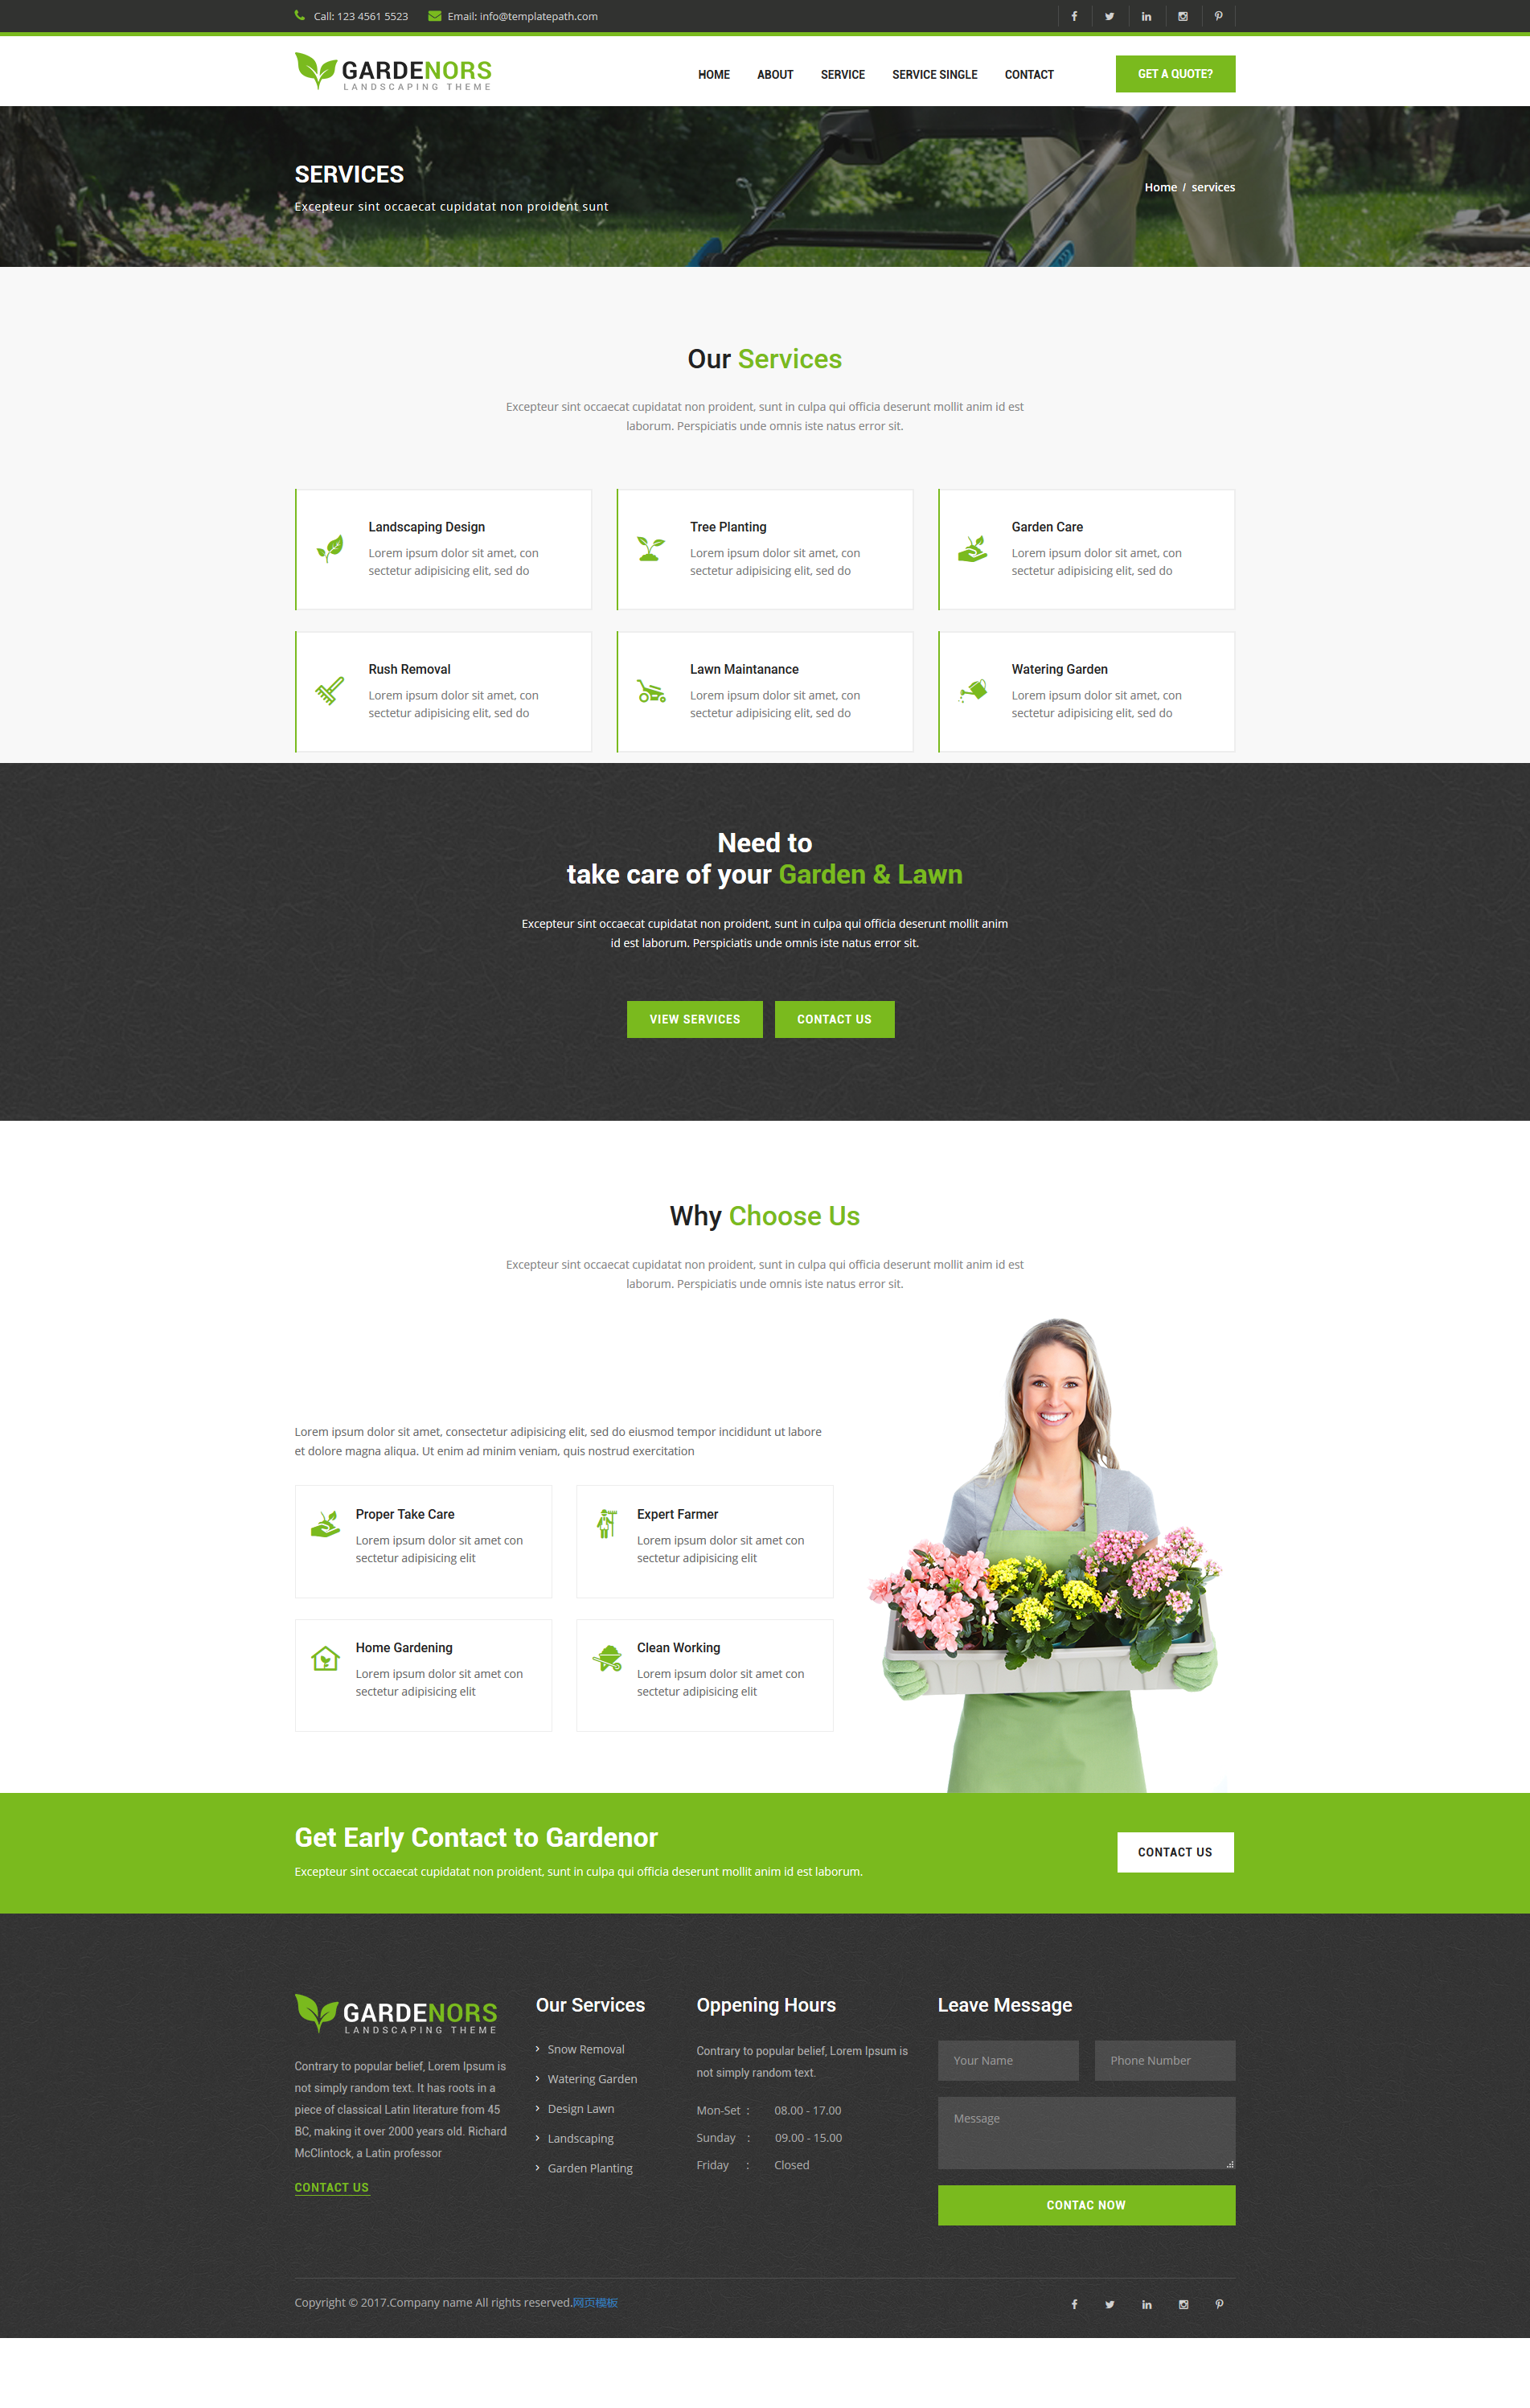 Call: 123 4561 5523 Email: info@templatepath.com
GARDENORS
LANDSCAPING THEME
HOME ABOUT SERVICE SERVICE SINGLE CONTACT
GET A QUOTE?
SERVICES
Excepteur sint occaecat cupidatat non proident sunt
Home / services
Our Services
Excepteur sint occaecat cupidatat non proident, sunt in culpa qui officia deserunt mollit anim id est
laborum. Perspiciatis unde omnis iste natus error sit.
Landscaping Design
Lorem ipsum dolor sit amet, con
sectetur adipisicing elit, sed do
Tree Planting
Lorem ipsum dolor sit amet, con
sectetur adipisicing elit, sed do
Garden Care
Lorem ipsum dolor sit amet, con
sectetur adipisicing elit, sed do
Rush Removal
Lorem ipsum dolor sit amet, con
sectetur adipisicing elit, sed do
Lawn Maintanance
Lorem ipsum dolor sit amet, con
sectetur adipisicing elit, sed do
Watering Garden
Lorem ipsum dolor sit amet, con
sectetur adipisicing elit, sed do
Need to
take care of your Garden & Lawn
Excepteur sint occaecat cupidatat non proident, sunt in culpa qui officia deserunt mollit anim
id est laborum. Perspiciatis unde omnis iste natus error sit.
VIEW SERVICES CONTACT US
Why Choose Us
Excepteur sint occaecat cupidatat non proident, sunt in culpa qui officia deserunt mollit anim id est
laborum. Perspiciatis unde omnis iste natus error sit.
Lorem ipsum dolor sit amet, consectetur adipisicing elit, sed do eiusmod tempor incididunt ut labore
et dolore magna aliqua. Ut enim ad minim veniam, quis nostrud exercitation
Proper Take Care
Lorem ipsum dolor sit amet con
sectetur adipisicing elit
Expert Farmer
Lorem ipsum dolor sit amet con
sectetur adipisicing elit
Home Gardening
Lorem ipsum dolor sit amet con
sectetur adipisicing elit
Clean Working
Lorem ipsum dolor sit amet con
sectetur adipisicing elit
Get Early Contact to Gardenor
Excepteur sint occaecat cupidatat non proident, sunt in culpa qui officia deserunt mollit anim id est laborum.
CONTACT US
GARDENORS
LANDSCAPING THEME
Contrary to popular belief, Lorem Ipsum is
not simply random text. It has roots in a
piece of classical Latin literature from 45
BC, making it over 2000 years old. Richard
McClintock, a Latin professor
CONTACT US
Our Services
Snow Removal
Watering Garden
Design Lawn
Landscaping
Garden Planting
Oppening Hours
Contrary to popular belief, Lorem Ipsum is
not simply random text.
Mon-Set : 08.00 - 17.00
Sunday : 09.00 - 15.00
Friday : Closed
Leave Message
Your Name Phone Number
Message
CONTAC NOW
Copyright © 2017.Company name All rights reserved.网页模板